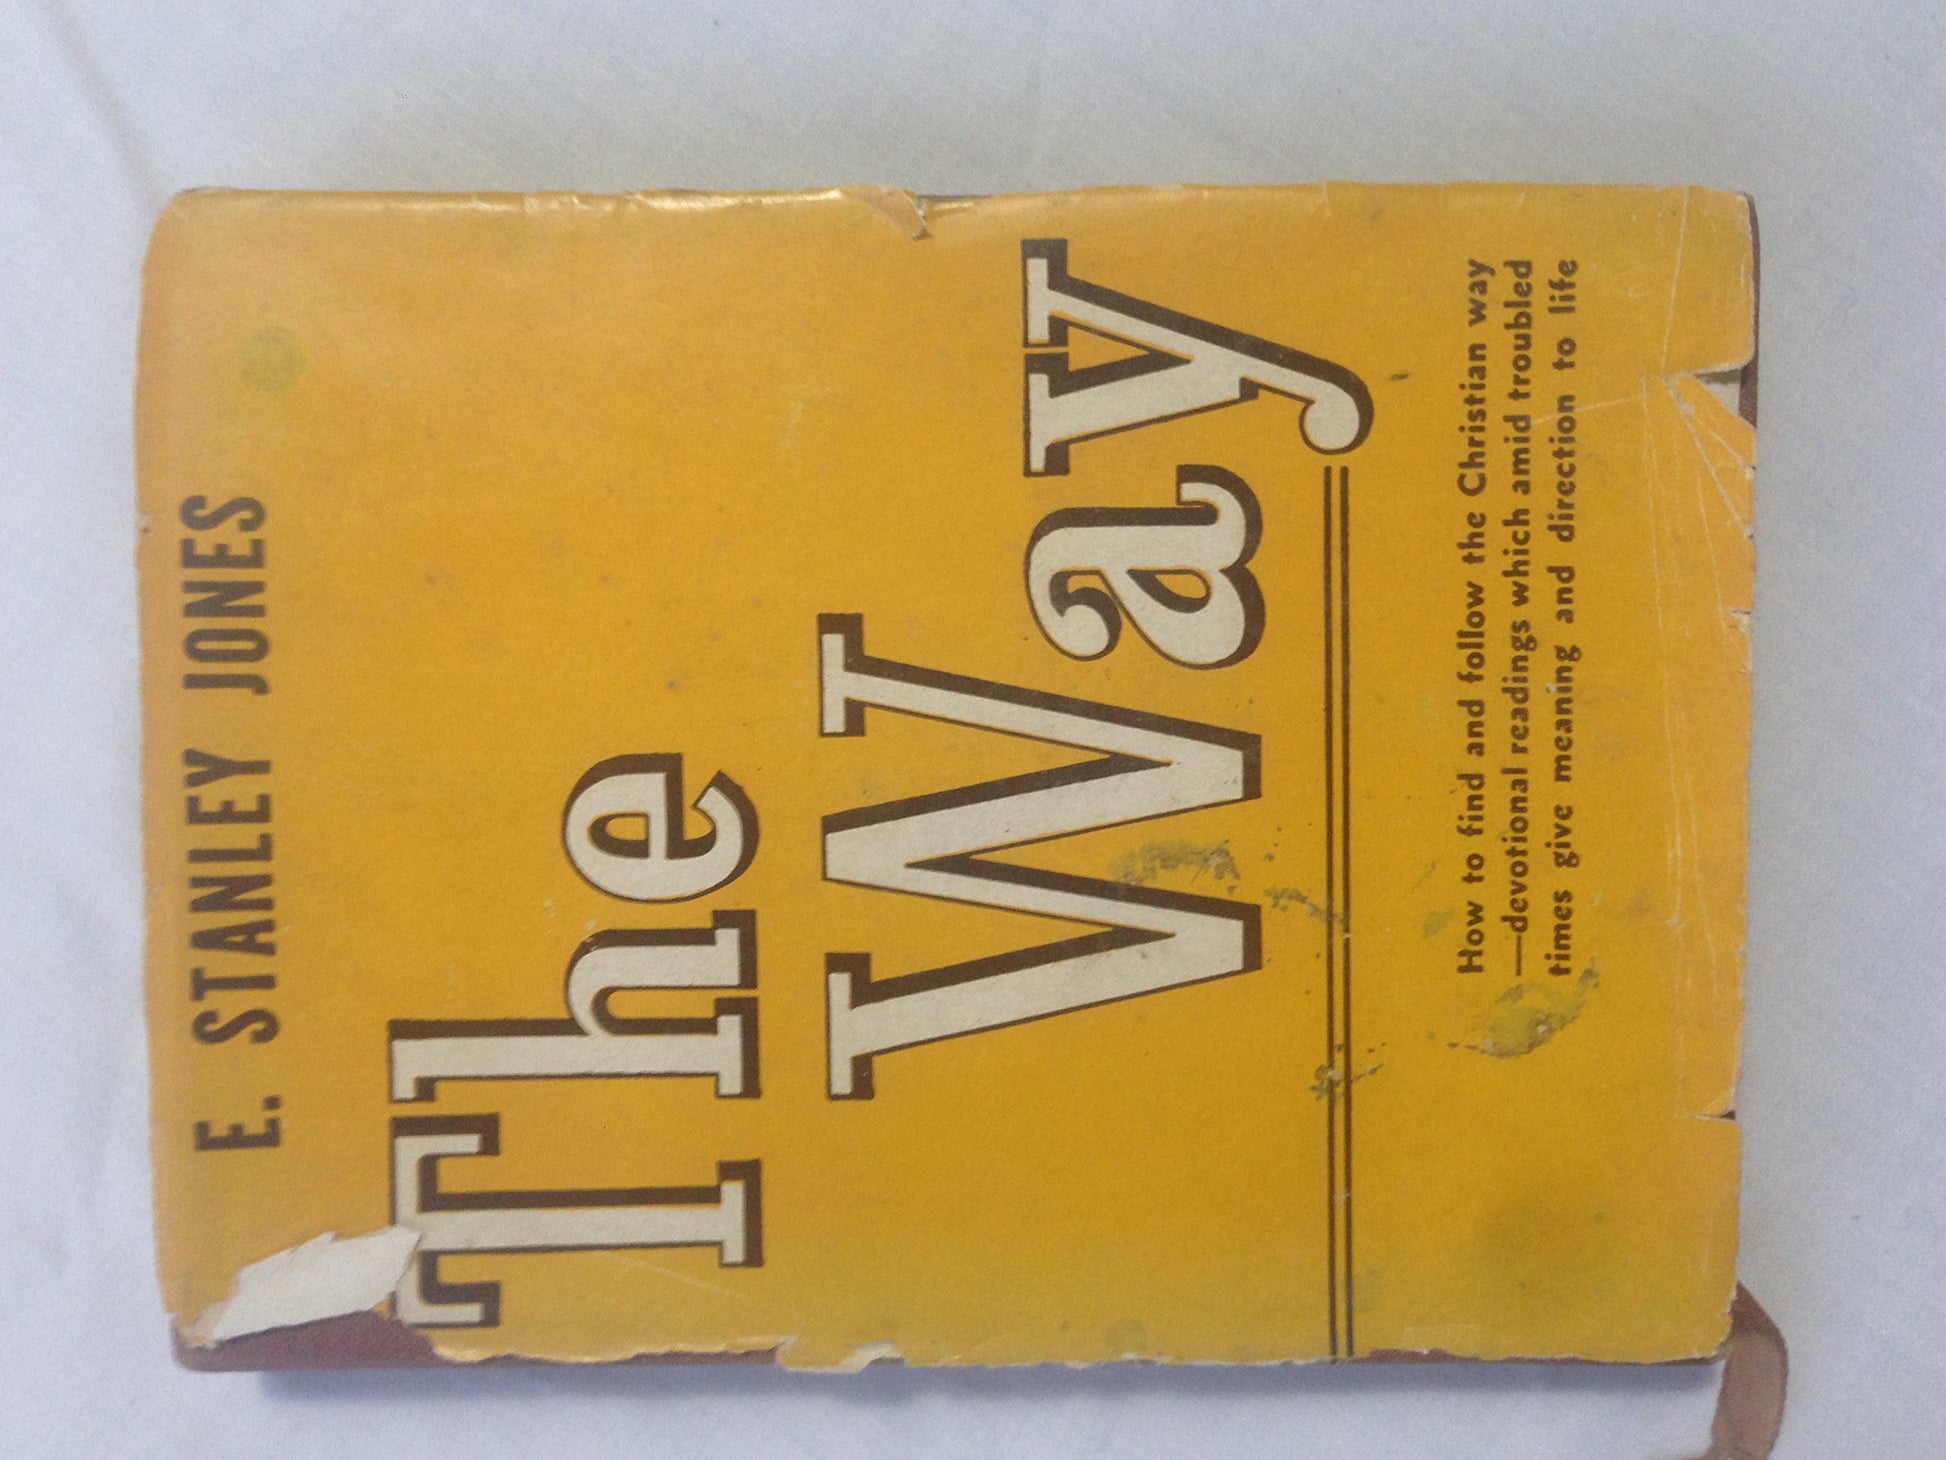 E. STANLEY JONES
The
Way
How to find and follow the Christian way
—devotional readings which amid troubled
times give meaning and direction to life